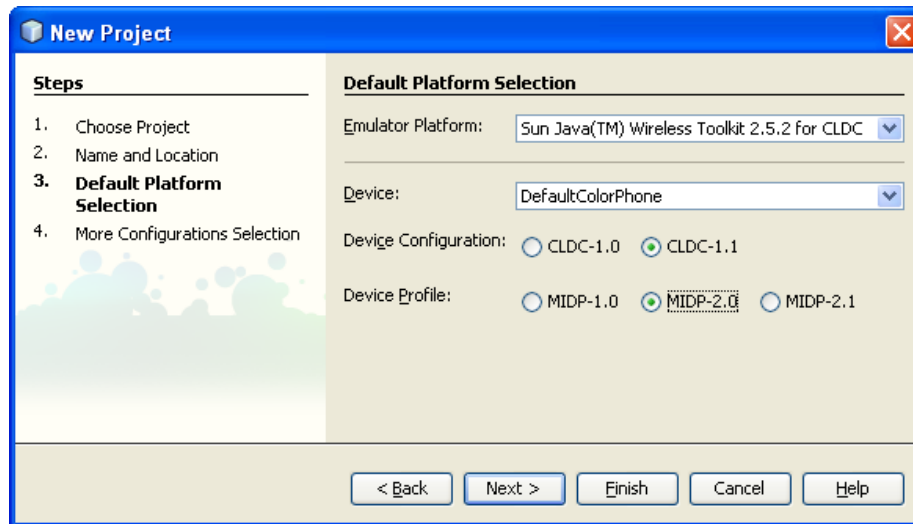 New Project
Steps
1. Choose Project
2. Name and Location
3. Default Platform
Selection
4. More Configurations Selection
Default Platform Selection
Emulator Platform: Sun Java(TM) Wireless Toolkit 2.5.2 for CLDC
Device: DefaultColorPhone
Device Configuration: CLDC-1.0 CLDC-1.1
Device Profile: MIDP-1.0 MIDP-2.0 MIDP-2.1
< Back Next > Finish Cancel Help